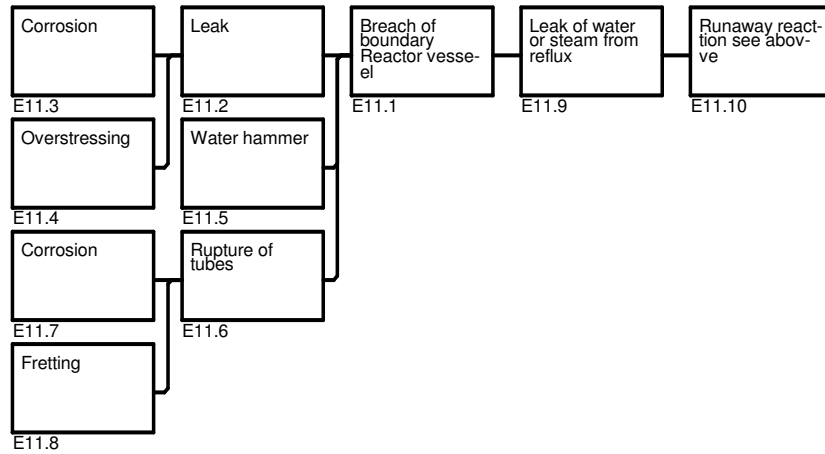 Corrosion
E11.3
Leak
E11.2
Breach of
boundary
Reactor vesse-
el
E11.1
Leak of water
or steam from
reflux
E11.9
Runaway reac-
tion see abov-
ve
E11.10
Overstressing
E11.4
Water hammer
E11.5
Corrosion
E11.7
Rupture of
tubes
E11.6
Fretting
E11.8